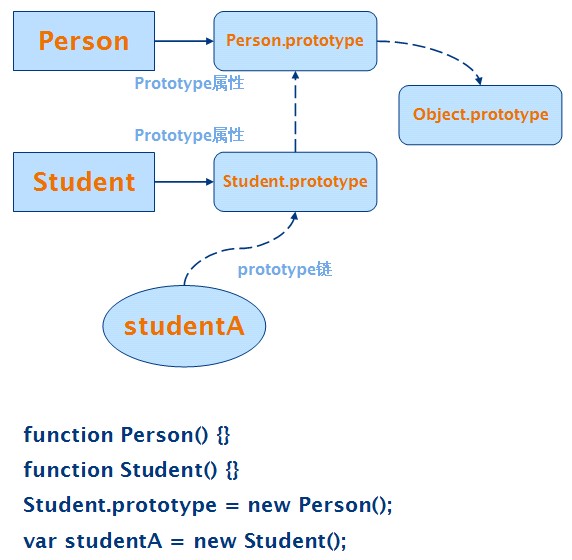 Person
Person.prototype
Prototype属性
Object.prototype
Prototype属性
Student
Student.prototype
prototype链
studentA
function Person() {}
function Student() {}
Student.prototype = new Person();
var studentA = new Student();